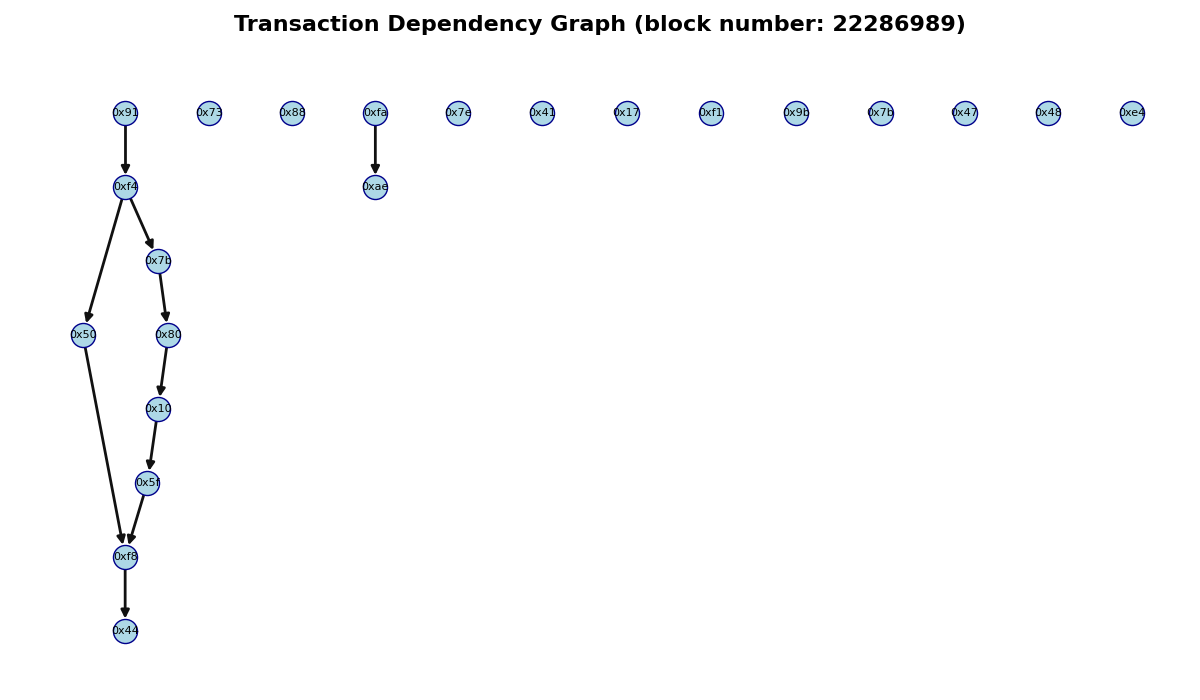 Transaction Dependency Graph (block number: 22286989)
0x91 0x73 0x88 0xfa 0x7e 0x41 0x17 0xf1 0x9b 0x7b 0x47 0x48 0xe4
0xf4 0xae
0x7b
0x50 0x80
0x10
0x5f
0xf8
0x44